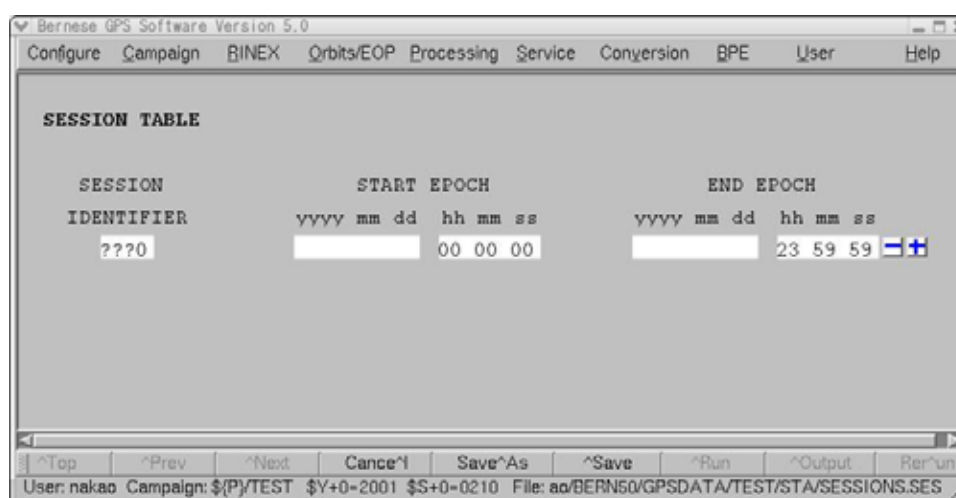 Bernese GPS Software Version 5.0
Configure Campaign RINEX Orbits/EOP Processing Service Conversion BPE User Help
SESSION TABLE
SESSION START EPOCH END EPOCH
IDENTIFIER yyyy mm dd hh mm ss yyyy mm dd hh mm ss
???0 00 00 00 23 59 59
^Top ^Prev ^Next Cance^l Save^As ^Save ^Run ^Output Rer^un
User: nakao Campaign: ${P}/TEST $Y+0=2001 $S+0=0210 File: ao/BERN50/GPSDATA/TEST/STA/SESSIONS.SES